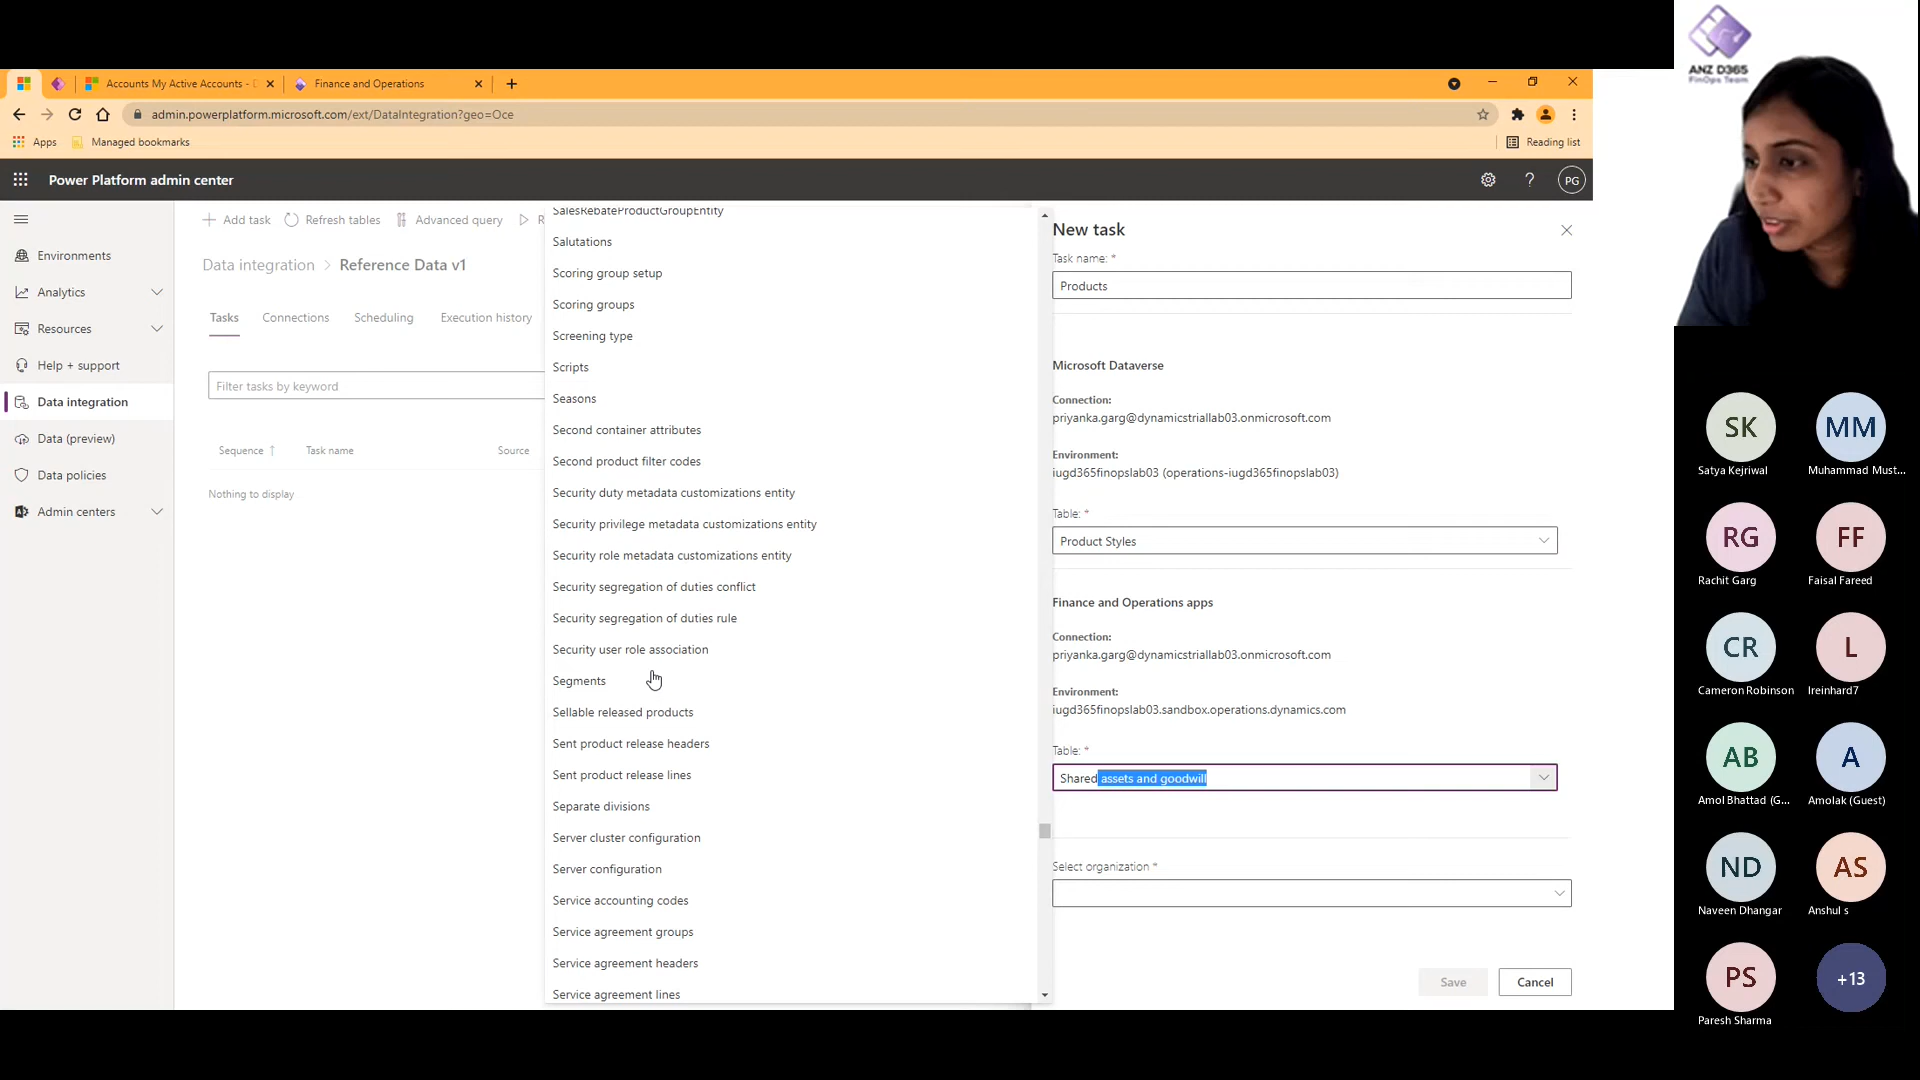 Accounts My Active Accounts -
Finance and Operations
admin.powerplatform.microsoft.com/ext/DataIntegration?geo=Oce
Apps
Managed bookmarks
Reading list
Power Platform admin center
PG
Environments
Analytics
Resources
Help + support
Data integration
Data (preview)
Data policies
Admin centers
Add task
Refresh tables
Advanced query
R
Data integration > Reference Data v1
Tasks
Connections
Scheduling
Execution history
Filter tasks by keyword
Sequence
Task name
Source
Nothing to display
SalesRebateProductGroupEntity
Salutations
Scoring group setup
Scoring groups
Screening type
Scripts
Seasons
Second container attributes
Second product filter codes
Security duty metadata customizations entity
Security privilege metadata customizations entity
Security role metadata customizations entity
Security segregation of duties conflict
Security segregation of duties rule
Security user role association
Segments
Sellable released products
Sent product release headers
Sent product release lines
Separate divisions
Server cluster configuration
Server configuration
Service accounting codes
Service agreement groups
Service agreement headers
Service agreement lines
New task
Task name: *
Products
Microsoft Dataverse
Connection:
priyanka.garg@dynamicstriallab03.onmicrosoft.com
Environment:
iugd365finopslab03 (operations-iugd365finopslab03)
Table: *
Product Styles
Finance and Operations apps
Connection:
priyanka.garg@dynamicstriallab03.onmicrosoft.com
Environment:
iugd365finopslab03.sandbox.operations.dynamics.com
Table: *
Shared assets and goodwill
Select organization *
Save
Cancel
ANZ D365
FinOps Team
SK
Satya Kejriwal
MM
Muhammad Must...
RG
Rachit Garg
FF
Faisal Fareed
CR
Cameron Robinson
L
lreinhard7
AB
Amol Bhattad (G...
A
Amolak (Guest)
ND
Naveen Dhangar
AS
Anshul s
PS
Paresh Sharma
+13